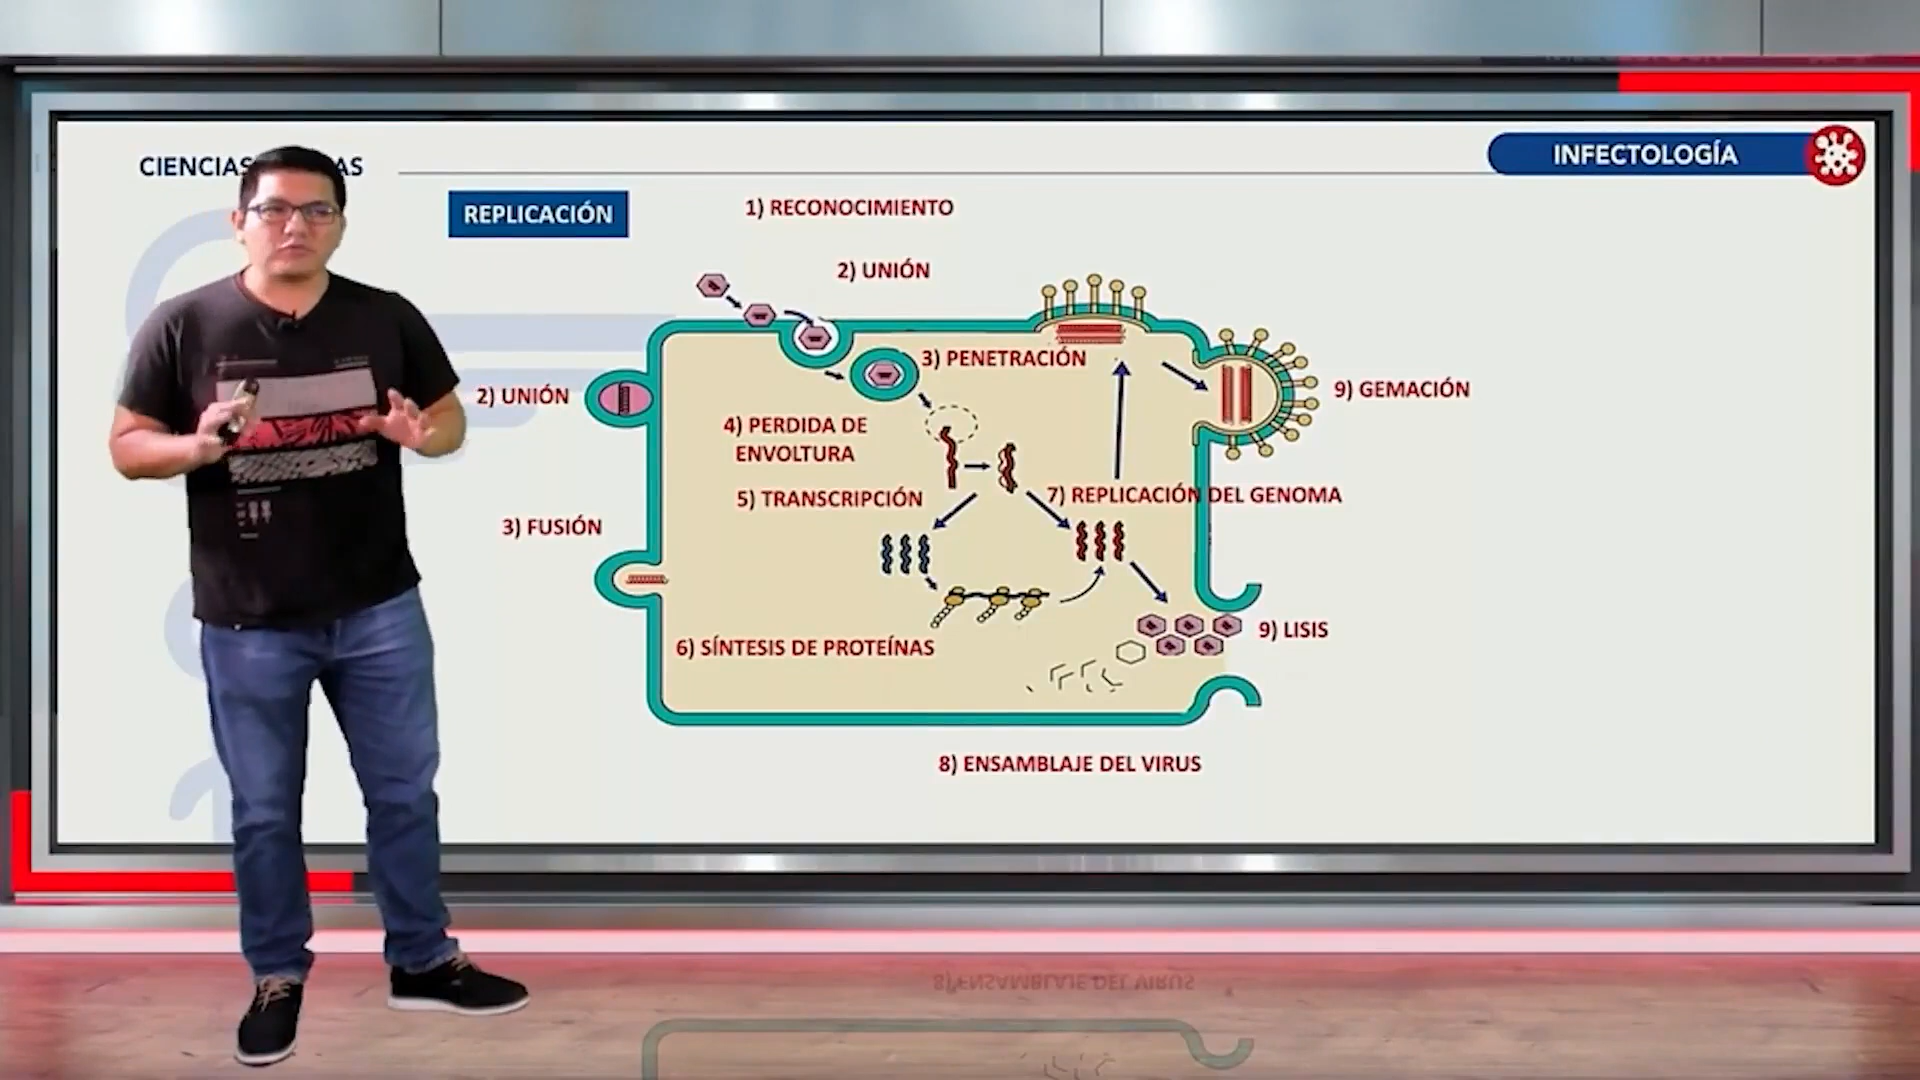 CIENCIAS
INFECTOLOGÍA
REPLICACIÓN
1) RECONOCIMIENTO
2) UNIÓN
3) PENETRACIÓN
2) UNIÓN
9) GEMACIÓN
4) PERDIDA DE
ENVOLTURA
5) TRANSCRIPCIÓN
7) REPLICACIÓN DEL GENOMA
3) FUSIÓN
9) LISIS
6) SÍNTESIS DE PROTEÍNAS
8) ENSAMBLAJE DEL VIRUS